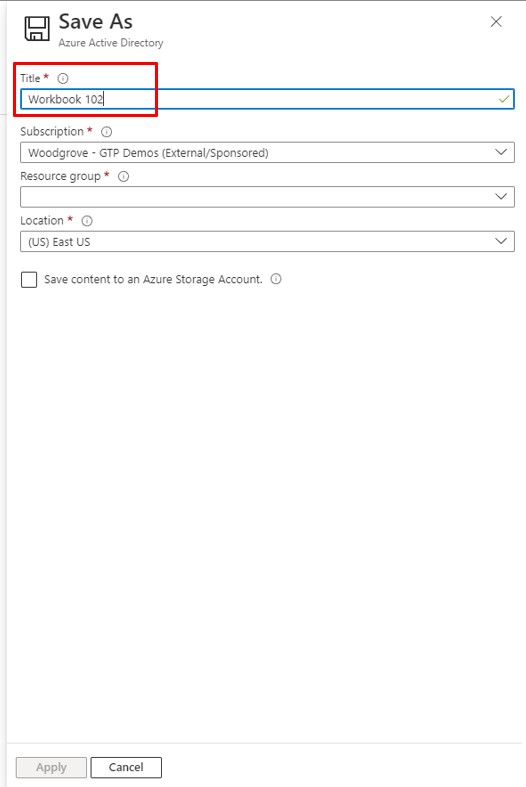 Save As
Azure Active Directory
Title *
Workbook 102
Subscription *
Woodgrove - GTP Demos (External/Sponsored)
Resource group *
Location *
(US) East US
Save content to an Azure Storage Account.
Apply Cancel